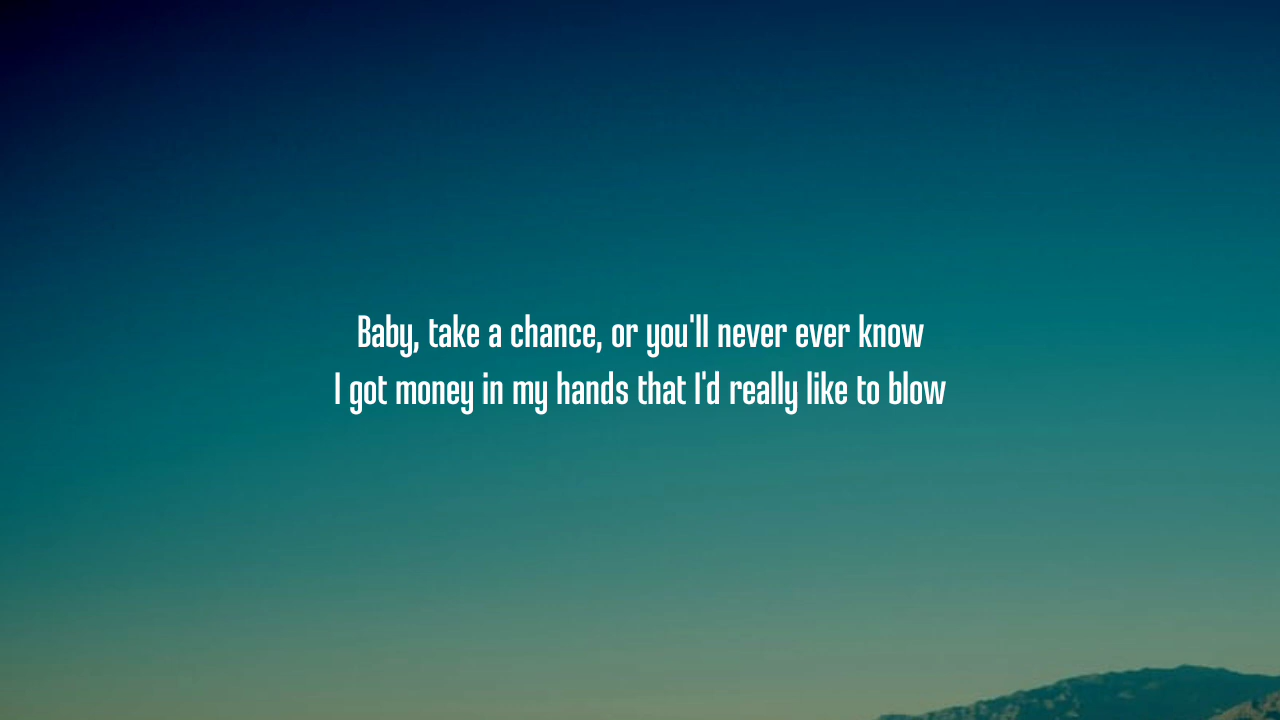 Baby, take a chance, or you'll never ever know
I got money in my hands that I'd really like to blow